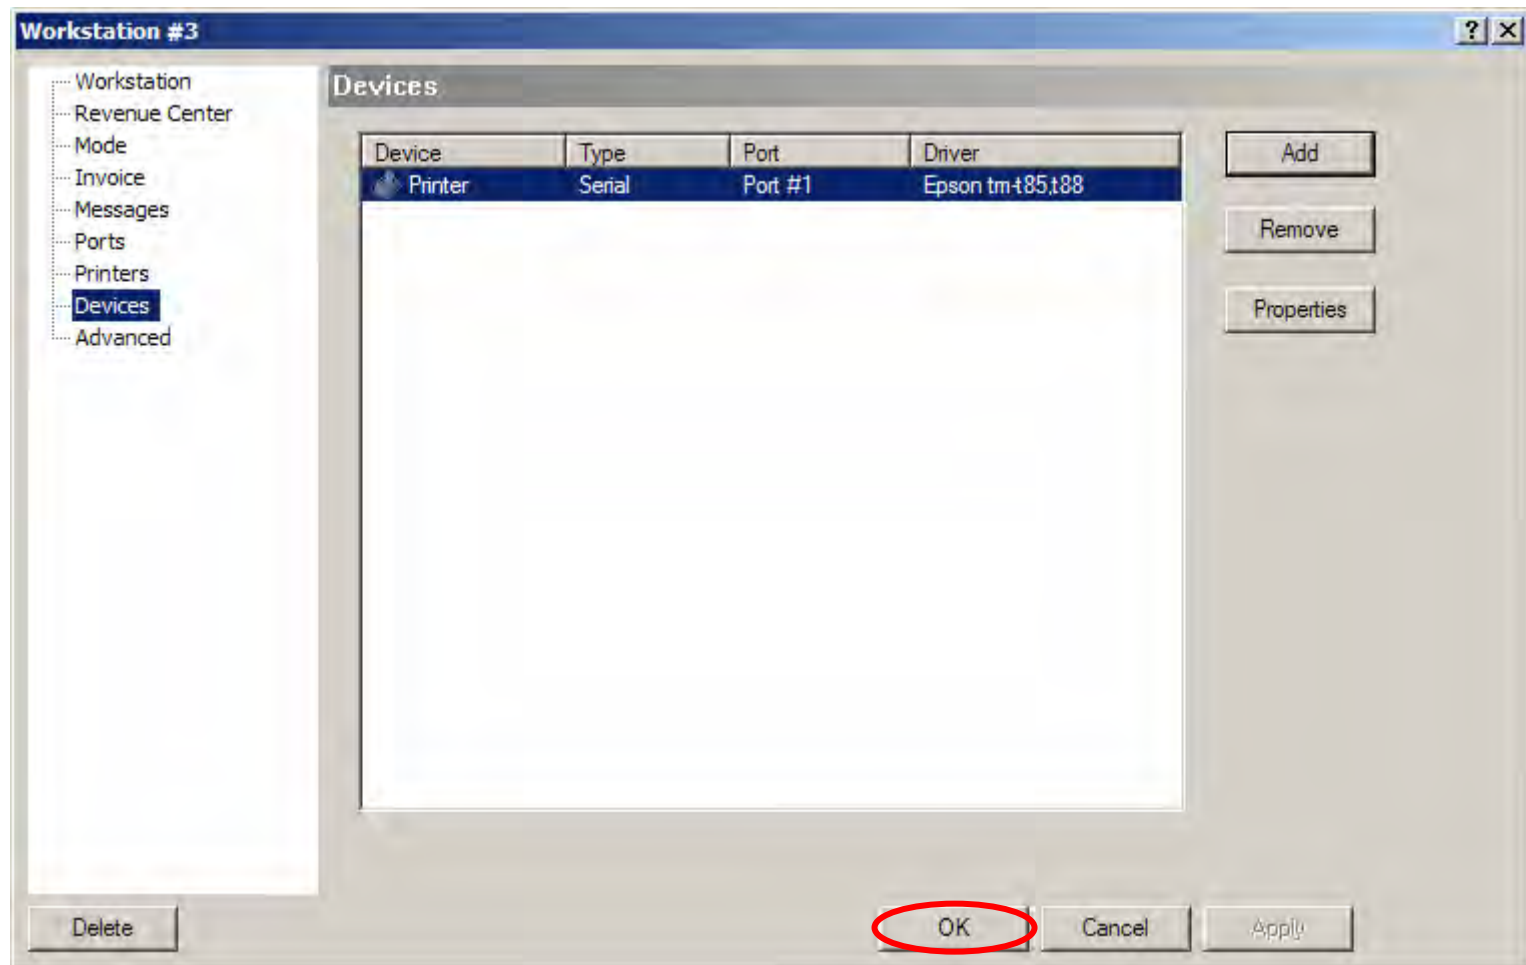 Workstation #3
Workstation
Revenue Center
Mode
Invoice
Messages
Ports
Printers
Devices
Advanced
Devices
Device Type Port Driver
Printer Serial Port #1 Epson tm-t85,t88
Add
Remove
Properties
Delete
OK Cancel Apply